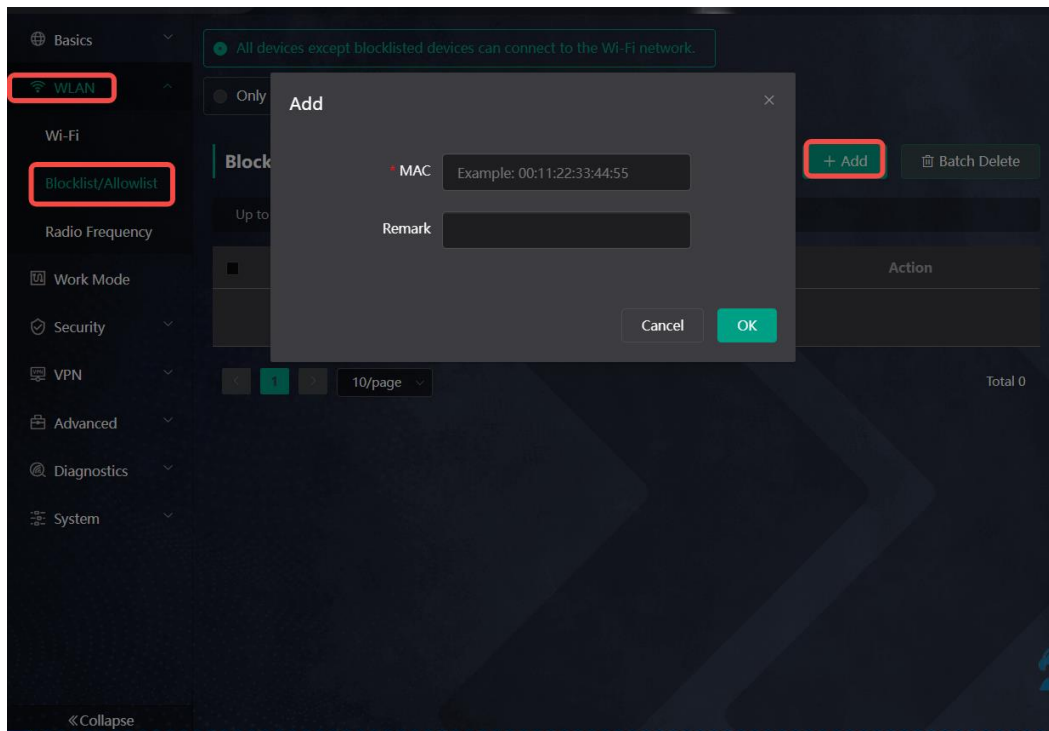 Basics
All devices except blocklisted devices can connect to the Wi-Fi network.
WLAN
Only
Add
Wi-Fi
Block
+ Add
Batch Delete
* MAC
Example: 00:11:22:33:44:55
Blocklist/Allowlist
Up to
Remark
Radio Frequency
Action
Work Mode
Security
Cancel
OK
VPN
1
10/page
Total 0
Advanced
Diagnostics
System
«Collapse